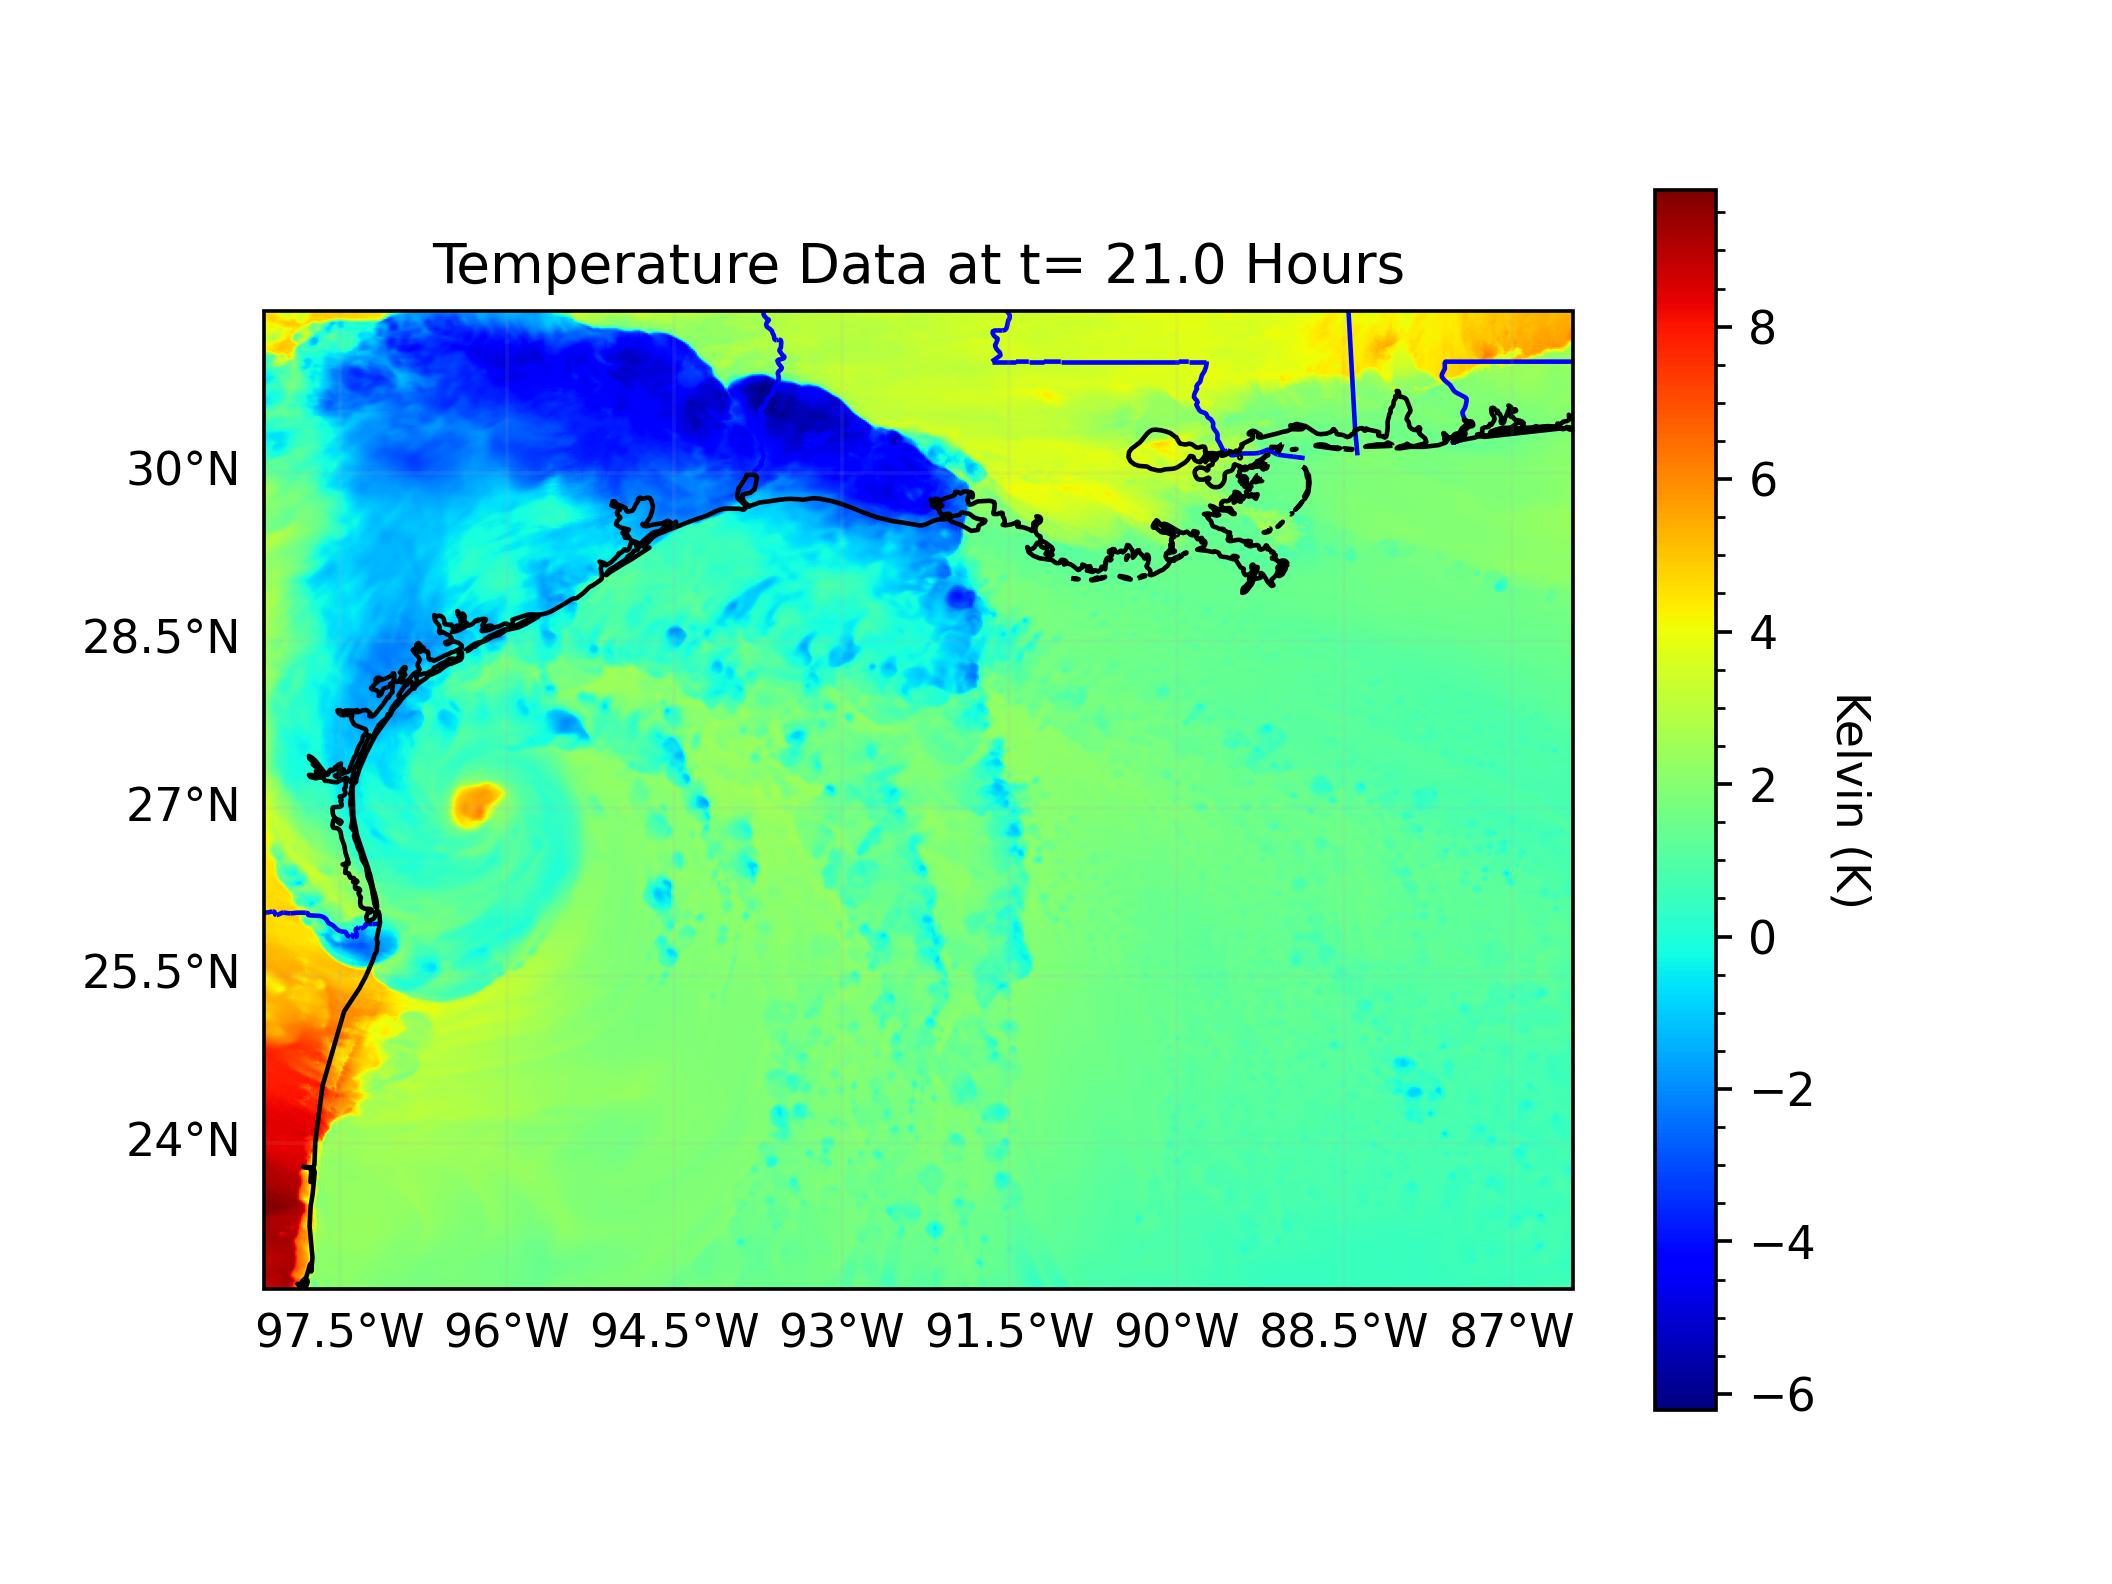 Temperature Data at t= 21.0 Hours
30°N
28.5°N
27°N
25.5°N
24°N
97.5°W 96°W 94.5°W 93°W 91.5°W 90°W 88.5°W 87°W
8
6
4
2
0
−2
−4
−6
Kelvin (K)